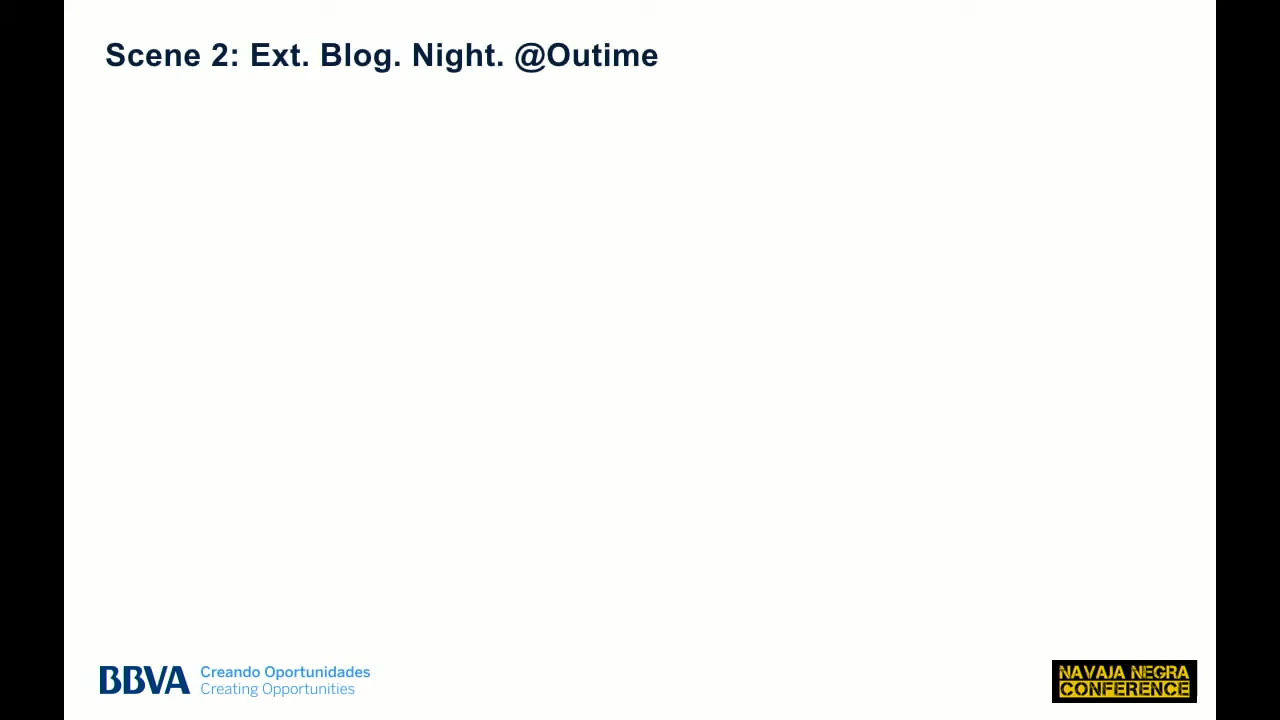 Scene 2: Ext. Blog. Night. @Outime
BBVA
Creando Oportunidades
Creating Opportunities
NAVAJA NEGRA
CONFERENCE